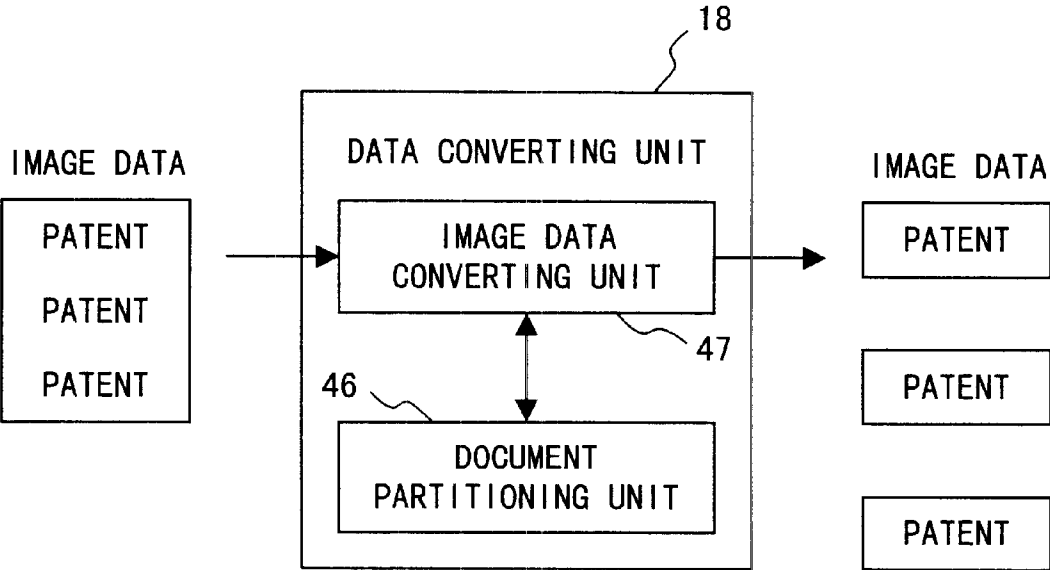 18
IMAGE DATA
PATENT
PATENT
PATENT
DATA CONVERTING UNIT
IMAGE DATA
CONVERTING UNIT
47
46
DOCUMENT
PARTITIONING UNIT
IMAGE DATA
PATENT
PATENT
PATENT